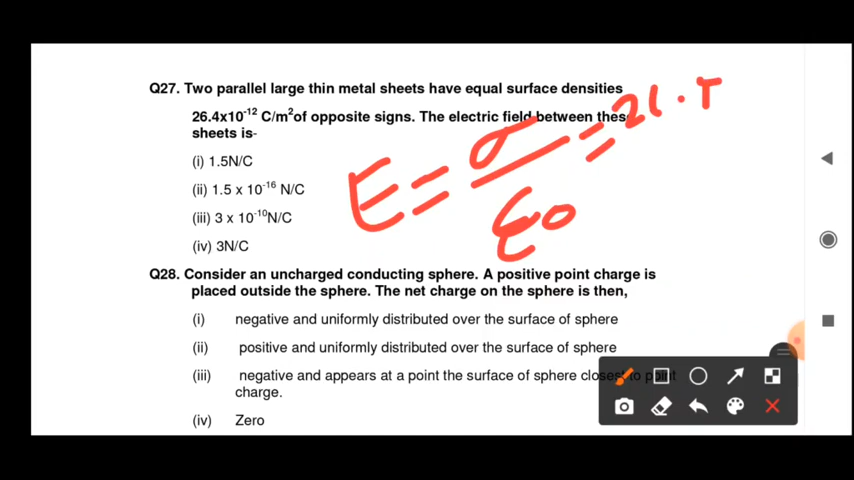 Q27. Two parallel large thin metal sheets have equal surface densities
26.4x10⁻¹² C/m² of opposite signs. The electric field between these
sheets is-
(i) 1.5N/C
(ii) 1.5 x 10⁻¹⁶ N/C
(iii) 3 x 10⁻¹⁰N/C
(iv) 3N/C
E = σ/ε0 =
Q28. Consider an uncharged conducting sphere. A positive point charge is
placed outside the sphere. The net charge on the sphere is then,
(i) negative and uniformly distributed over the surface of sphere
(ii) positive and uniformly distributed over the surface of sphere
(iii) negative and appears at a point the surface of sphere closest to point
charge.
(iv) Zero